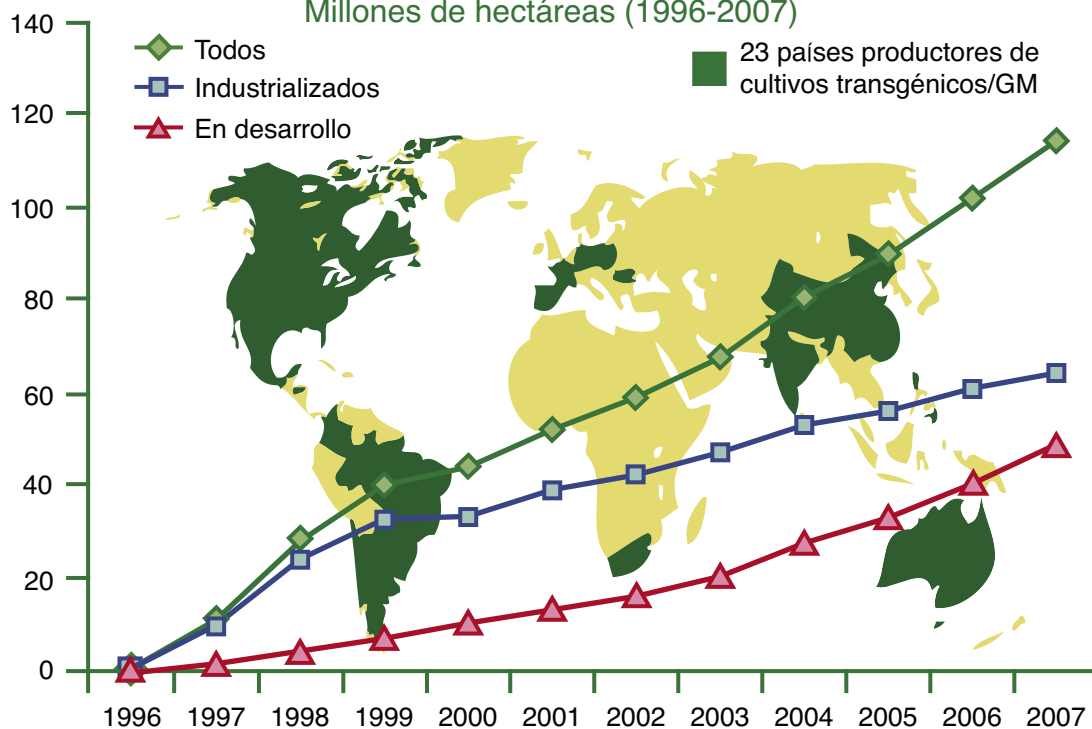 Millones de hectáreas (1996-2007)
Todos
Industrializados
En desarrollo
23 países productores de
cultivos transgénicos/GM
140
120
100
80
60
40
20
0
1996 1997 1998 1999 2000 2001 2002 2003 2004 2005 2006 2007